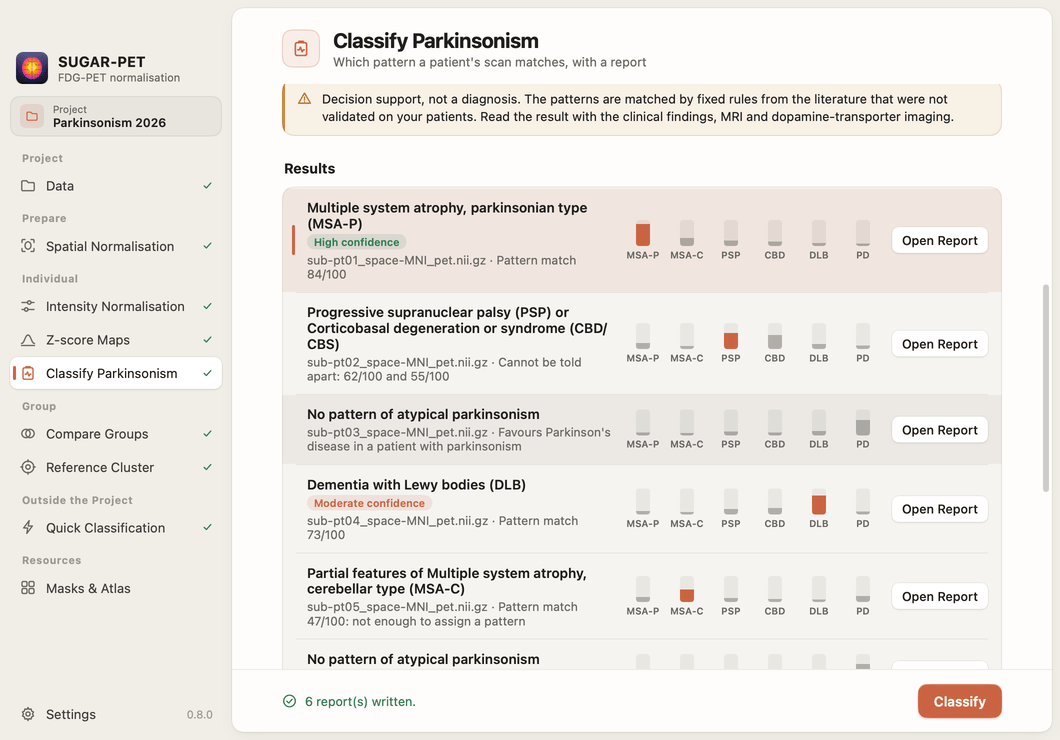 SUGAR-PET
FDG-PET normalisation
Project
Parkinsonism 2026
Project
Data
Prepare
Spatial Normalisation
Individual
Intensity Normalisation
Z-score Maps
Classify Parkinsonism
Group
Compare Groups
Reference Cluster
Outside the Project
Quick Classification
Resources
Masks & Atlas
Settings
0.8.0
Classify Parkinsonism
Which pattern a patient's scan matches, with a report
Decision support, not a diagnosis. The patterns are matched by fixed rules from the literature that were not
validated on your patients. Read the result with the clinical findings, MRI and dopamine-transporter imaging.
Results
Multiple system atrophy, parkinsonian type
(MSA-P)
High confidence
sub-pt01_space-MNI_pet.nii.gz · Pattern match
84/100
MSA-P MSA-C PSP CBD DLB PD
Open Report
Progressive supranuclear palsy (PSP) or
Corticobasal degeneration or syndrome (CBD/
CBS)
sub-pt02_space-MNI_pet.nii.gz · Cannot be told
apart: 62/100 and 55/100
MSA-P MSA-C PSP CBD DLB PD
Open Report
No pattern of atypical parkinsonism
sub-pt03_space-MNI_pet.nii.gz · Favours Parkinson's
disease in a patient with parkinsonism
MSA-P MSA-C PSP CBD DLB PD
Open Report
Dementia with Lewy bodies (DLB)
Moderate confidence
sub-pt04_space-MNI_pet.nii.gz · Pattern match
73/100
MSA-P MSA-C PSP CBD DLB PD
Open Report
Partial features of Multiple system atrophy,
cerebellar type (MSA-C)
sub-pt05_space-MNI_pet.nii.gz · Pattern match
47/100: not enough to assign a pattern
MSA-P MSA-C PSP CBD DLB PD
Open Report
No pattern of atypical parkinsonism
6 report(s) written.
Classify